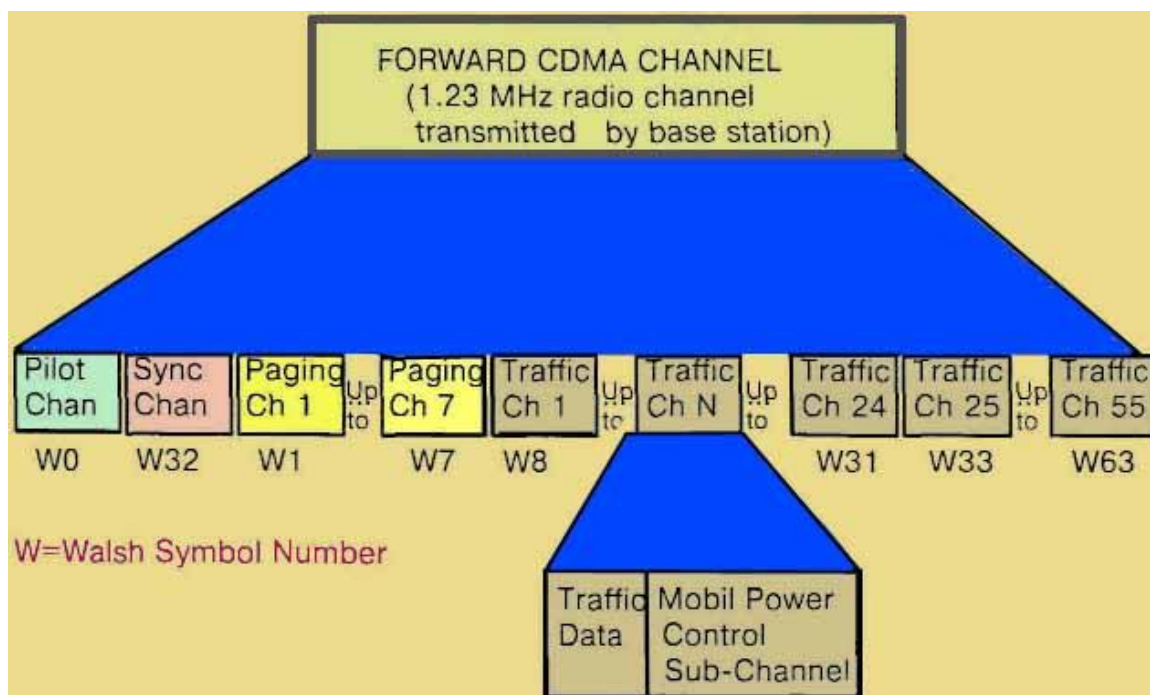 FORWARD CDMA CHANNEL
(1.23 MHz radio channel
transmitted by base station)
Pilot
Chan
Sync
Chan
Paging
Ch 1
Up
to
Paging
Ch 7
Traffic
Ch 1
Up
to
Traffic
Ch N
Up
to
Traffic
Ch 24
Traffic
Ch 25
Up
to
Traffic
Ch 55
W0
W32
W1
W7
W8
W31
W33
W63
W=Walsh Symbol Number
Traffic
Data
Mobil Power
Control
Sub-Channel